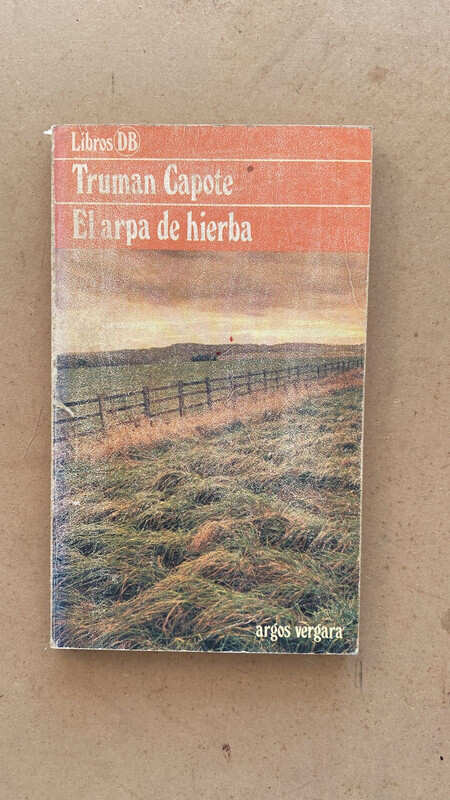 Libros DB
Truman Capote
El arpa de hierba
argos vergara